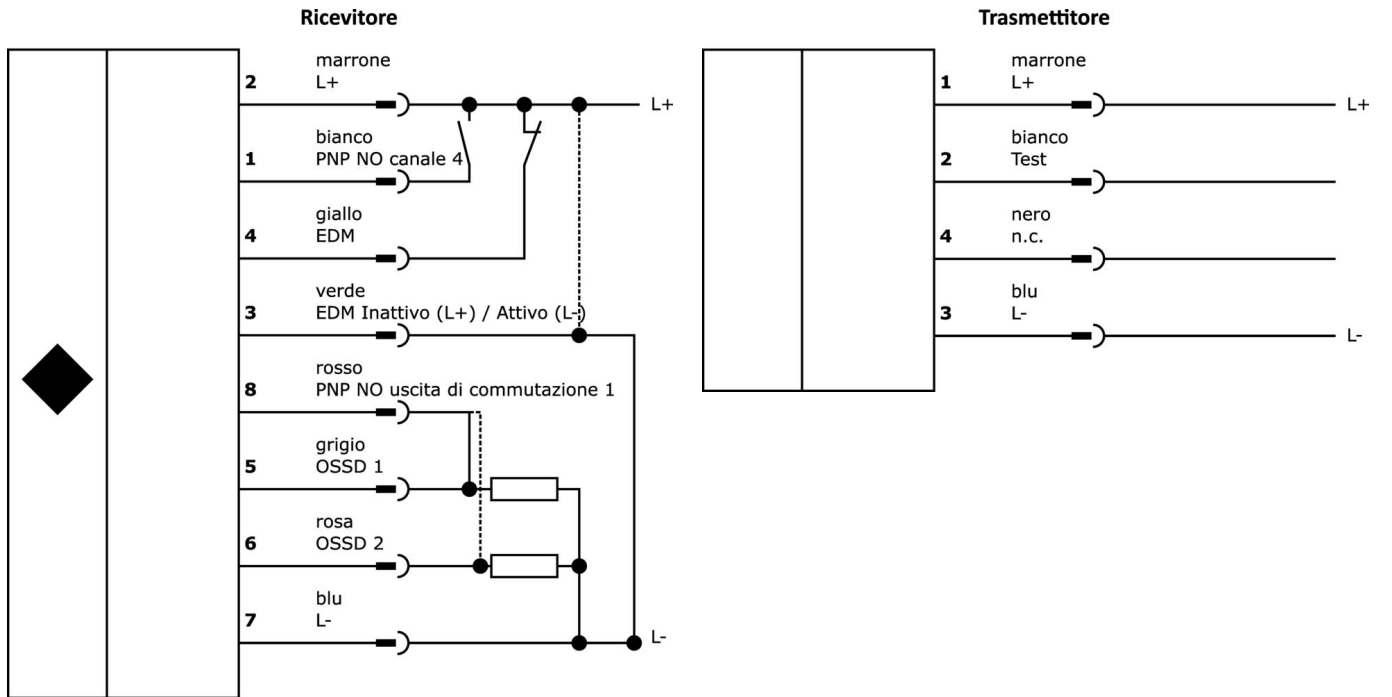 Ricevitore
marrone
2 L+
L+
bianco
1 PNP NO canale 4
giallo
4 EDM
verde
3 EDM Inattivo (L+) / Attivo (L-)
rosso
8 PNP NO uscita di commutazione 1
grigio
5 OSSD 1
rosa
6 OSSD 2
blu
7 L-
L-
Trasmettitore
marrone
1 L+
L+
bianco
2 Test
nero
4 n.c.
blu
3 L-
L-